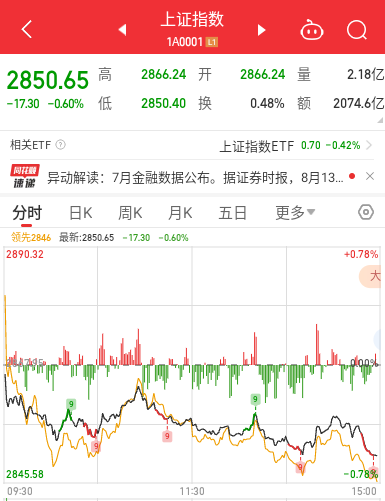 上证指数
1A0001 L1
2850.65 高 2866.24 开 2866.24 量 2.18亿
-17.30 -0.60% 低 2850.40 换 0.48% 额 2074.6亿
相关ETF ? 上证指数ETF 0.70 -0.42%
同花顺
速递 异动解读：7月金融数据公布。据证券时报，8月13...
分时 日K 周K 月K 五日 更多
领先2846 最新:2850.65 -17.30 -0.60%
2890.32 +0.78%
大
0.00%
9
9
9
9
9
9
2845.58 -0.78%
09:30 11:30 15:00